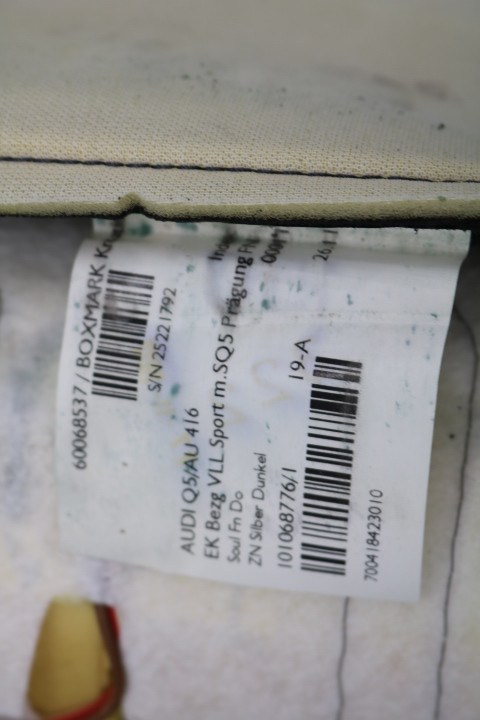 60068537 / BOXMARK
S/N 25221792
AUDI Q5/AU 416
EK Bezg VLL Sport m.SQ5 Prägung
Soul Fn Do
ZN Silber Dunkel
101068776/1
19-A
700418423010